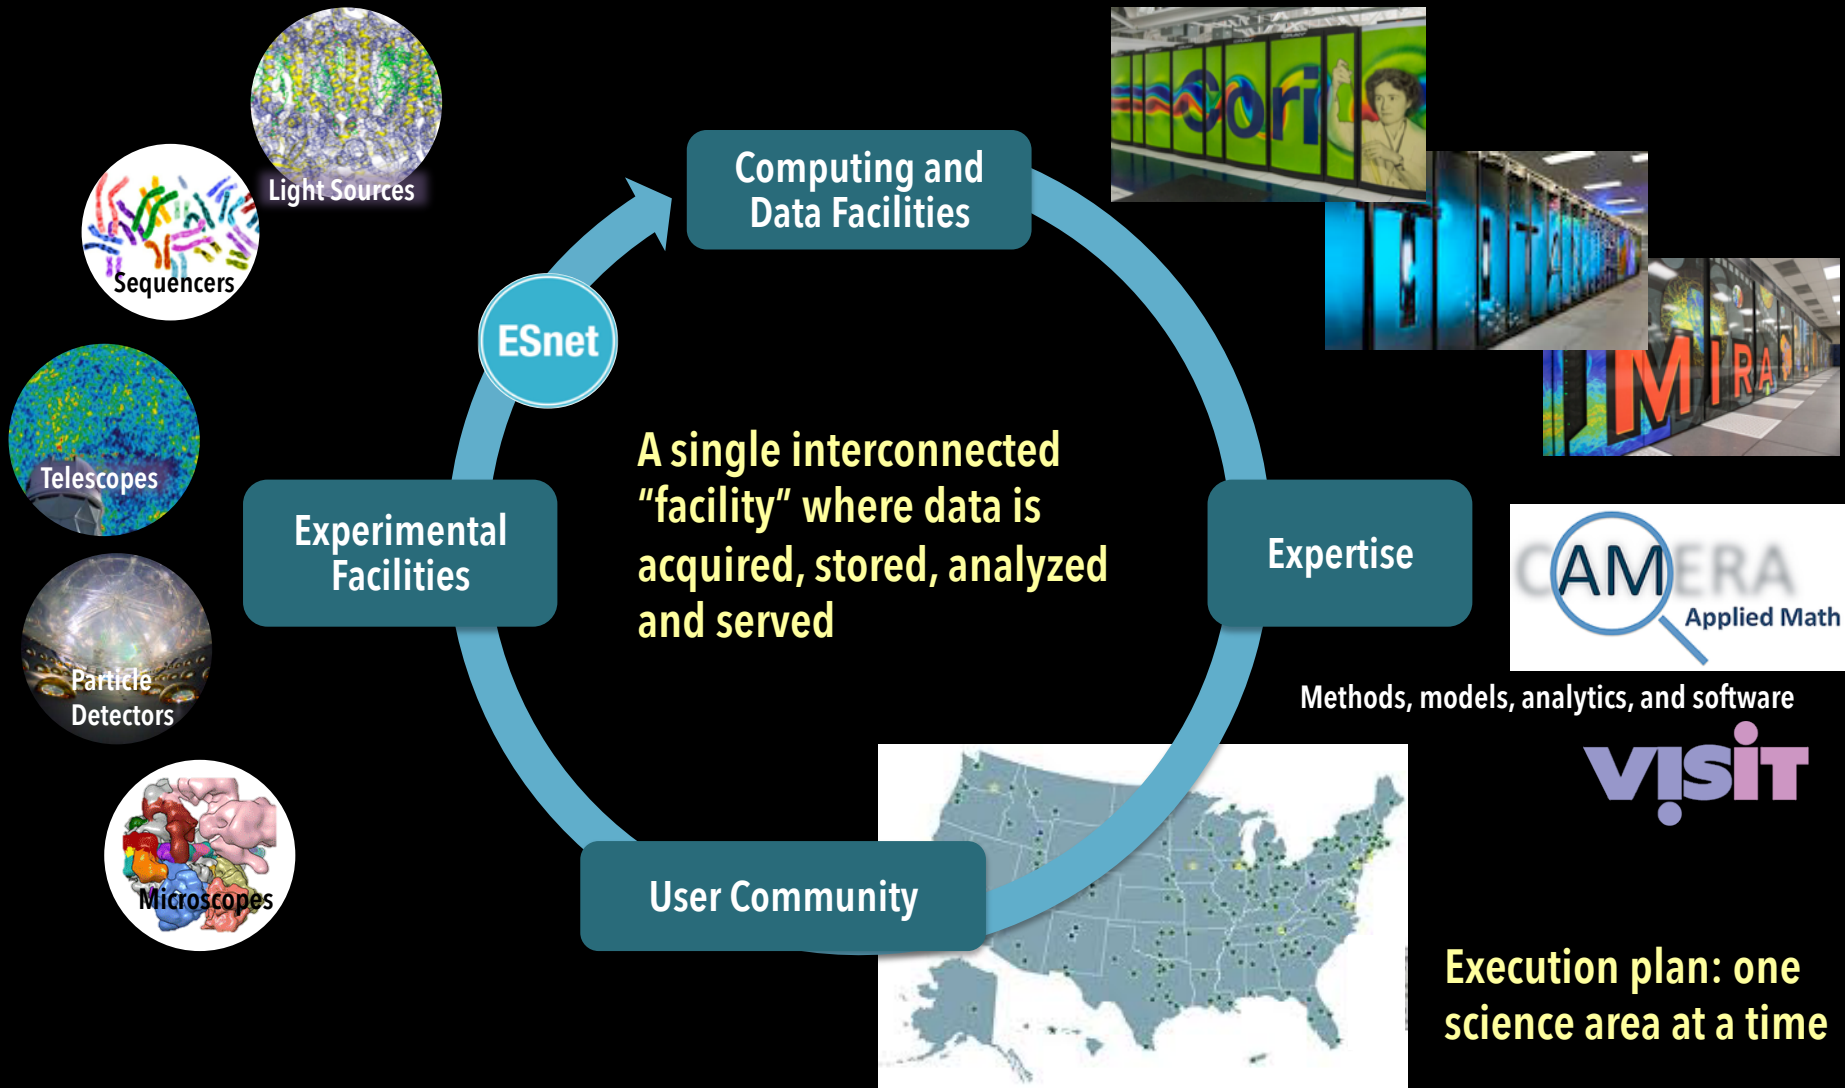 Light Sources
Sequencers
Telescopes
Particle
Detectors
Microscopes
ESnet
Computing and
Data Facilities
Experimental
Facilities
A single interconnected
“facility” where data is
acquired, stored, analyzed
and served
Expertise
User Community
Cori
TITAN
MIRA
CAMERA
Applied Math
Methods, models, analytics, and software
VISIT
Execution plan: one
science area at a time